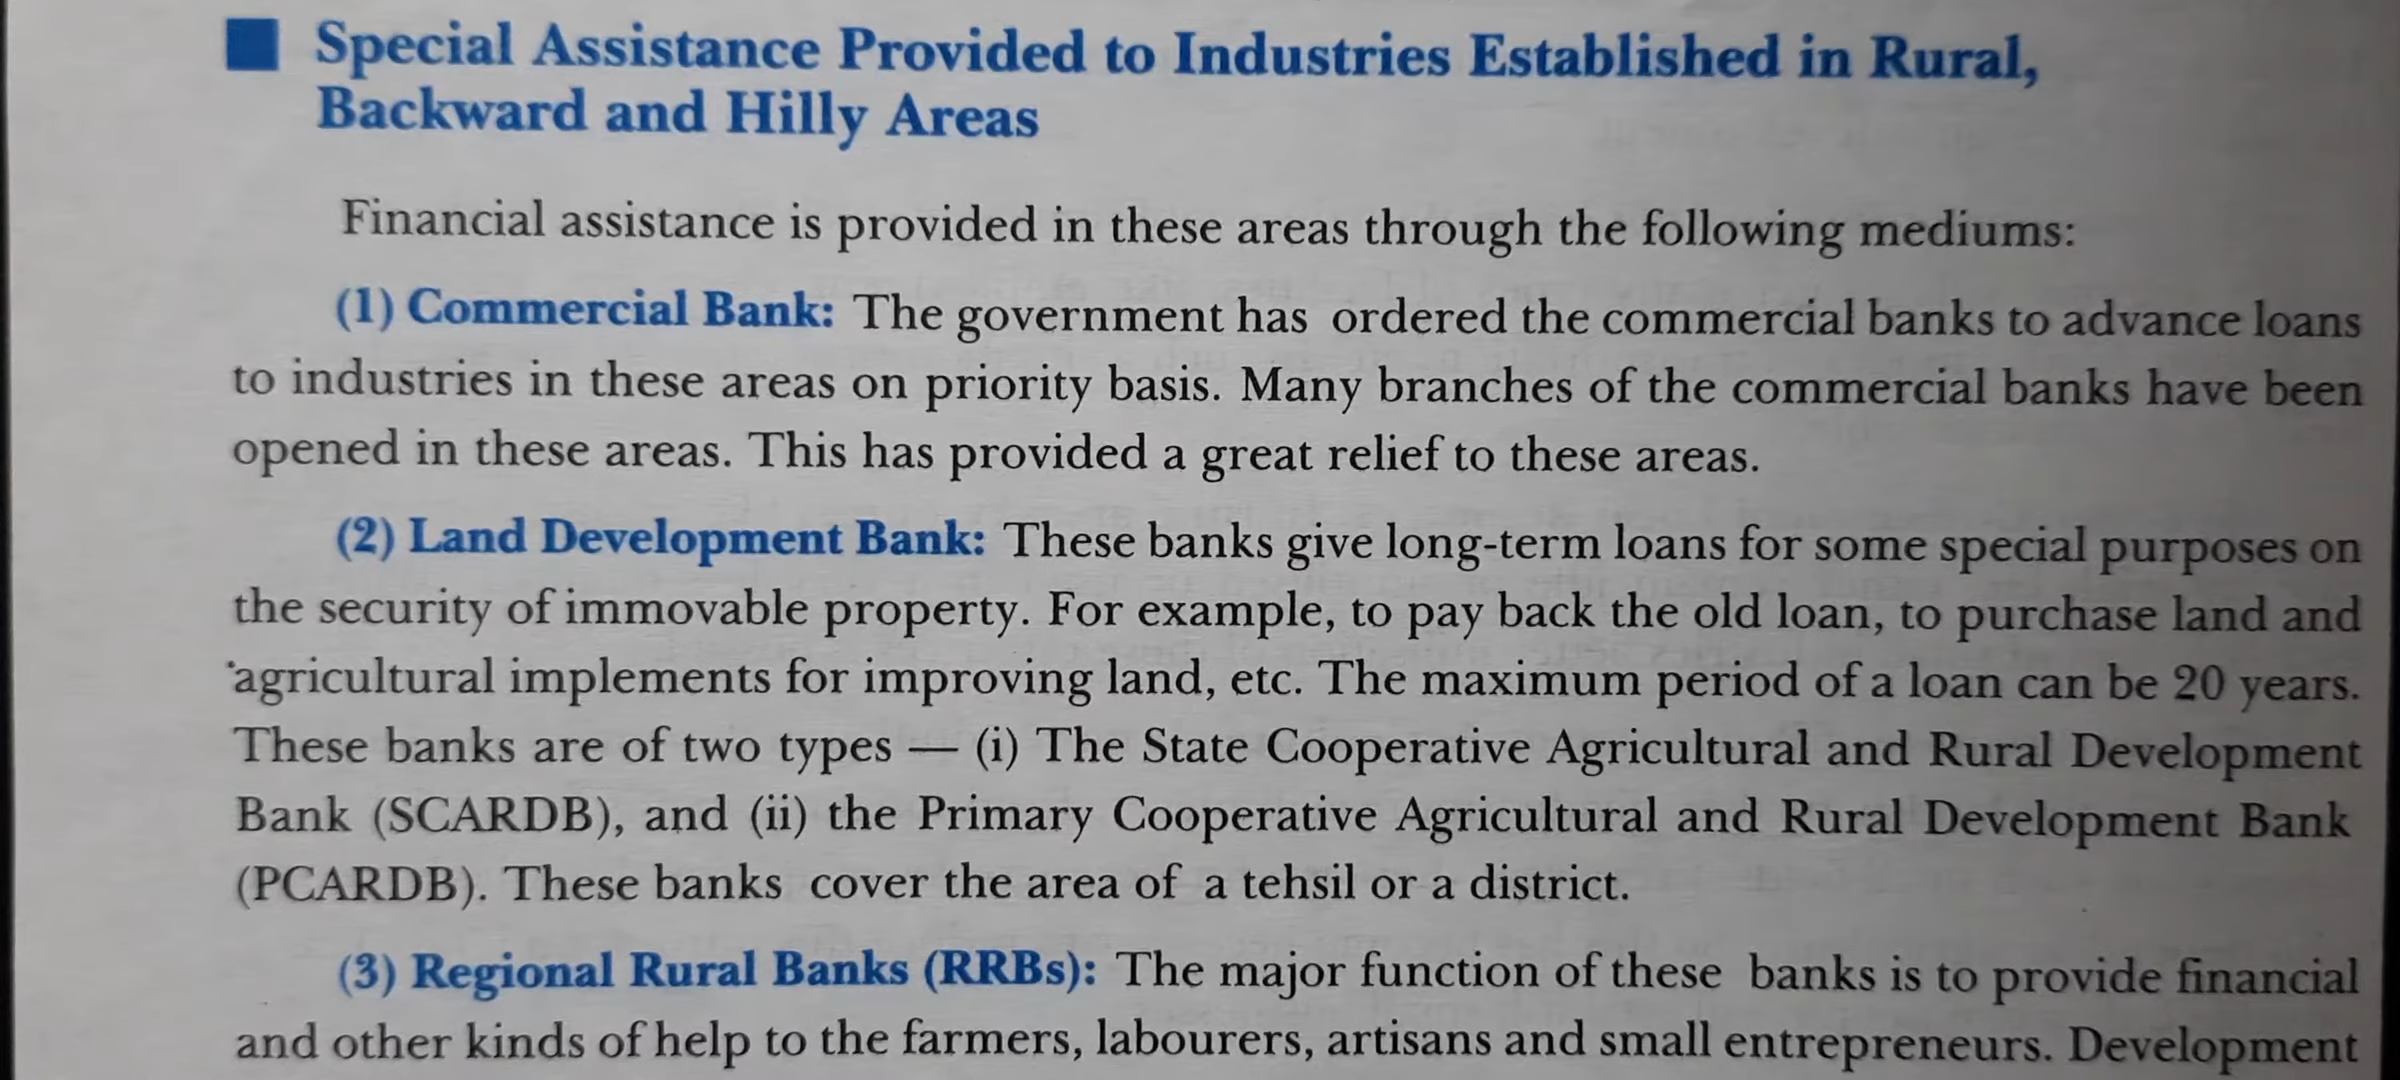 Special Assistance Provided to Industries Established in Rural,
Backward and Hilly Areas
Financial assistance is provided in these areas through the following mediums:
(1) Commercial Bank: The government has ordered the commercial banks to advance loans
to industries in these areas on priority basis. Many branches of the commercial banks have been
opened in these areas. This has provided a great relief to these areas.
(2) Land Development Bank: These banks give long-term loans for some special purposes on
the security of immovable property. For example, to pay back the old loan, to purchase land and
agricultural implements for improving land, etc. The maximum period of a loan can be 20 years.
These banks are of two types — (i) The State Cooperative Agricultural and Rural Development
Bank (SCARDB), and (ii) the Primary Cooperative Agricultural and Rural Development Bank
(PCARDB). These banks cover the area of a tehsil or a district.
(3) Regional Rural Banks (RRBs): The major function of these banks is to provide financial
and other kinds of help to the farmers, labourers, artisans and small entrepreneurs. Development